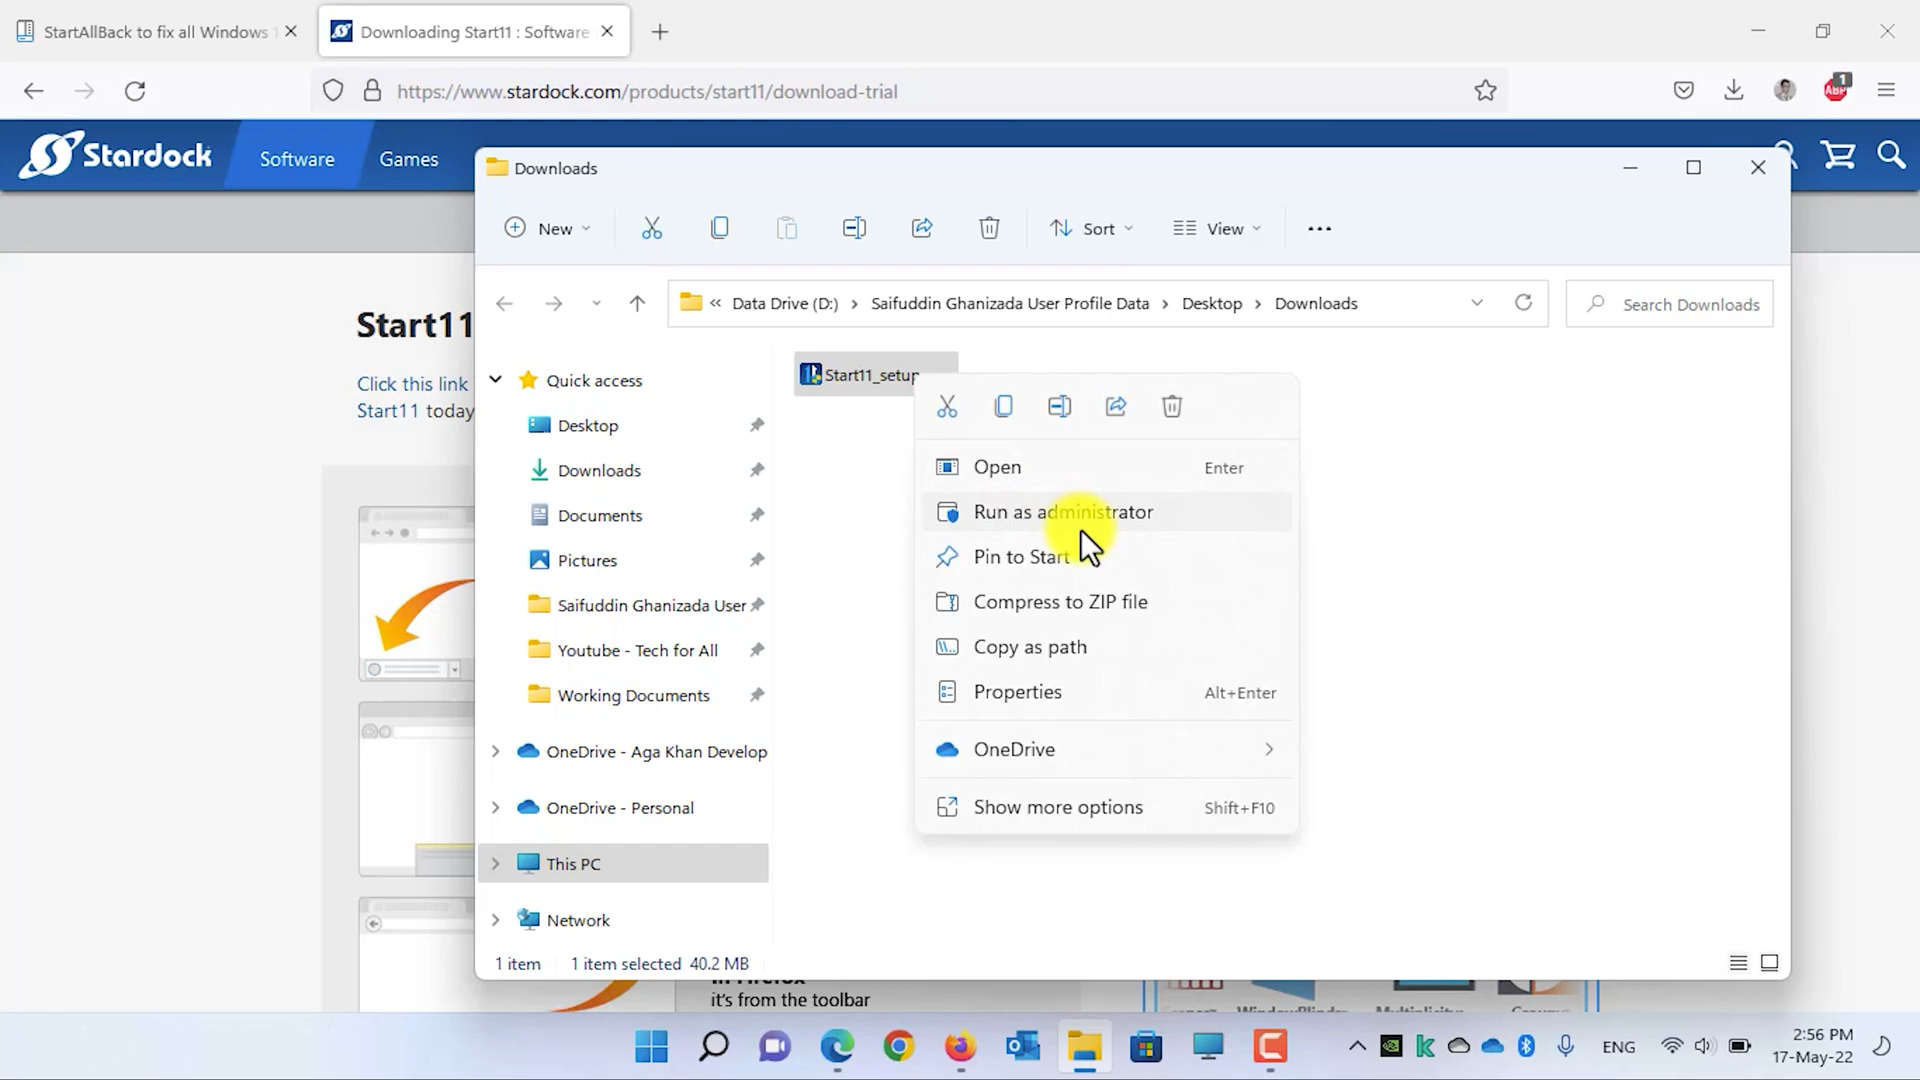 StartAllBack to fix all Windows 1
Downloading Start11 : Software
https://www.stardock.com/products/start11/download-trial
ABP
1
Stardock
Software
Games
Start11
Click this link
Start11 today
Downloads
New
Sort
View
« Data Drive (D:) › Saifuddin Ghanizada User Profile Data › Desktop › Downloads
Search Downloads
Quick access
Desktop
Downloads
Documents
Pictures
Saifuddin Ghanizada User
Youtube - Tech for All
Working Documents
OneDrive - Aga Khan Develop
OneDrive - Personal
This PC
Network
Start11_setup
Open Enter
Run as administrator
Pin to Start
Compress to ZIP file
Copy as path
Properties Alt+Enter
OneDrive
Show more options Shift+F10
1 item 1 item selected 40.2 MB
it's from the toolbar
ENG
2:56 PM
17-May-22